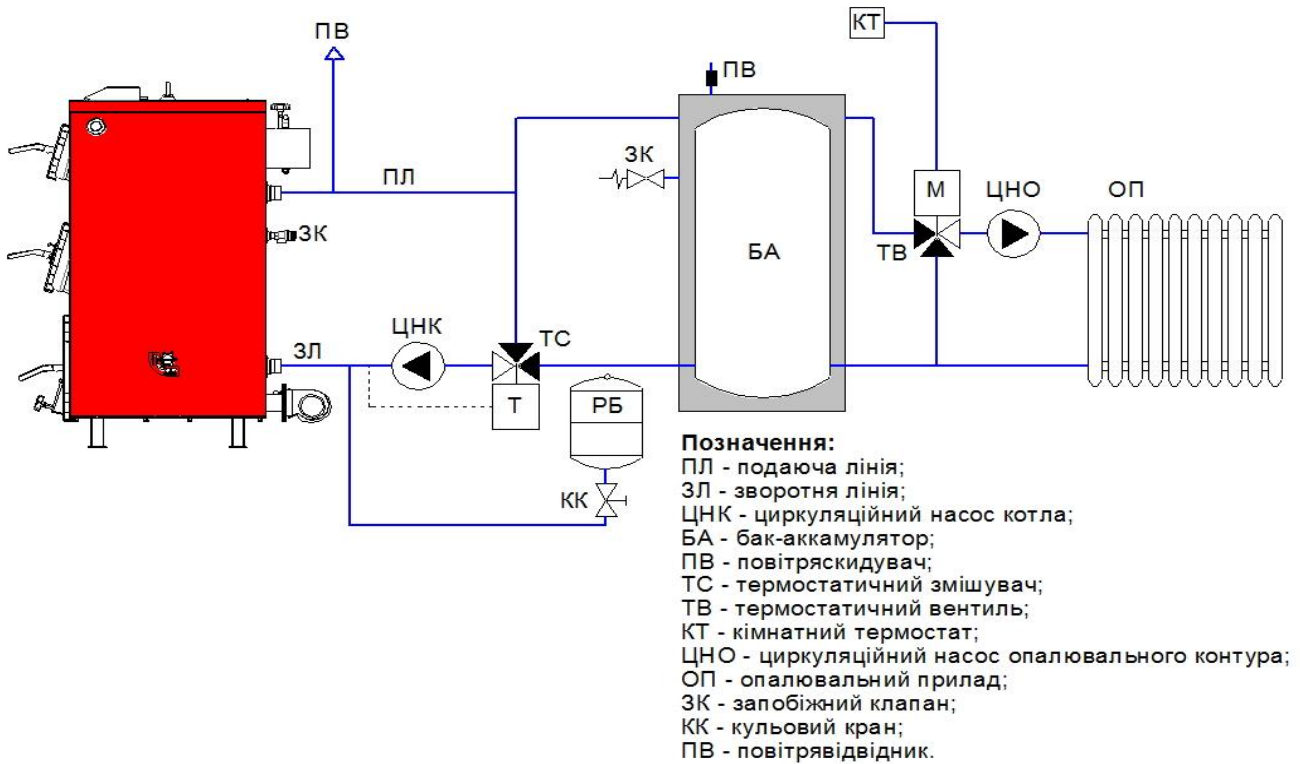 ПВ
КТ
ПВ
ЗК
ПЛ
М
ЦНО
ОП
ЗК
БА
ТВ
ЦНК
ТС
ЗЛ
Т
РБ
КК
Позначення:
ПЛ - подаюча лінія;
ЗЛ - зворотня лінія;
ЦНК - циркуляційний насос котла;
БА - бак-аккамулятор;
ПВ - повітряскидувач;
ТС - термостатичний змішувач;
ТВ - термостатичний вентиль;
КТ - кімнатний термостат;
ЦНО - циркуляційний насос опалювального контура;
ОП - опалювальний прилад;
ЗК - запобіжний клапан;
КК - кульовий кран;
ПВ - повітрявідвідник.